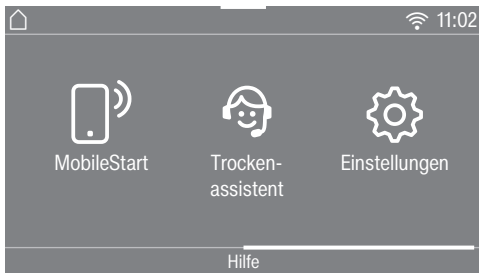 11:02
MobileStart
Trocken-
assistent
Einstellungen
Hilfe